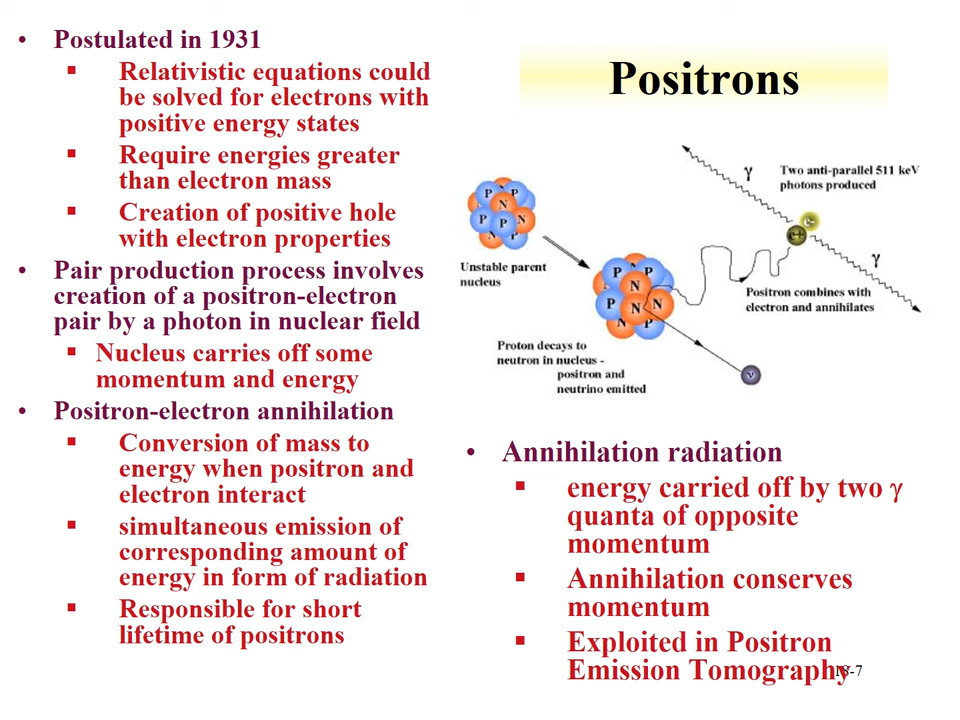 Positrons
• Postulated in 1931
▪ Relativistic equations could
be solved for electrons with
positive energy states
▪ Require energies greater
than electron mass
▪ Creation of positive hole
with electron properties
• Pair production process involves
creation of a positron-electron
pair by a photon in nuclear field
▪ Nucleus carries off some
momentum and energy
• Positron-electron annihilation
▪ Conversion of mass to
energy when positron and
electron interact
▪ simultaneous emission of
corresponding amount of
energy in form of radiation
▪ Responsible for short
lifetime of positrons
γ
Two anti-parallel 511 keV
photons produced
P P
N
P P N
N P
Unstable parent
nucleus
e-
e+
γ
P P
N
P N N
N P
Positron combines with
electron and annihilates
Proton decays to
neutron in nucleus -
positron and
neutrino emitted
ν
• Annihilation radiation
▪ energy carried off by two γ
quanta of opposite
momentum
▪ Annihilation conserves
momentum
▪ Exploited in Positron
Emission Tomography